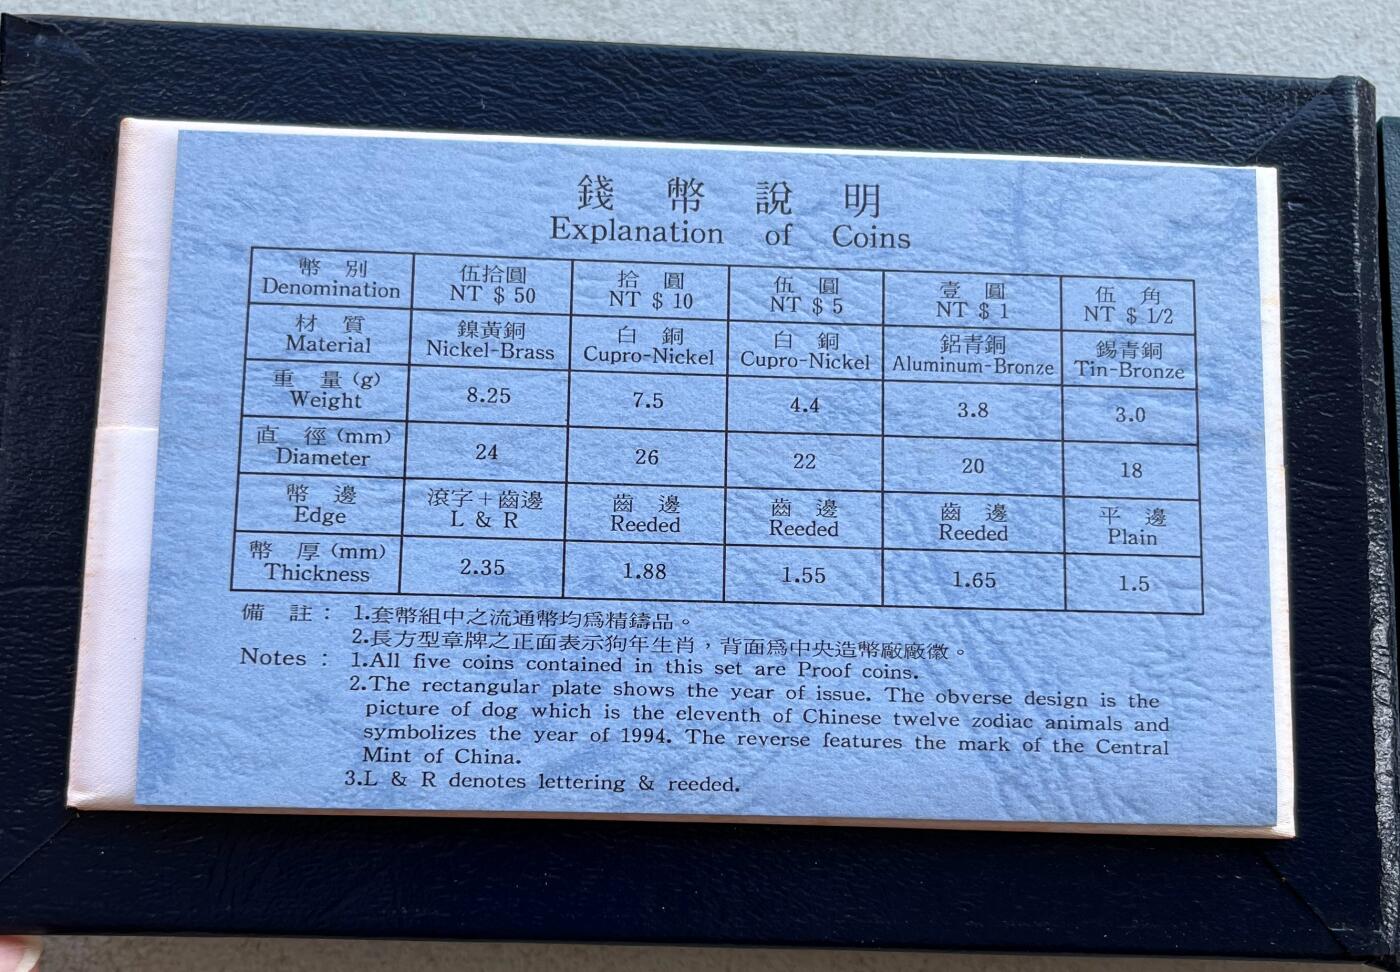 錢幣說明
Explanation of Coins
幣別 伍拾圓 拾圓 伍圓 壹圓 伍角
Denomination NT $ 50 NT $ 10 NT $ 5 NT $ 1 NT $ 1/2
材質 鎳黃銅 白銅 白銅 鋁青銅 錫青銅
Material Nickel-Brass Cupro-Nickel Cupro-Nickel Aluminum-Bronze Tin-Bronze
重量(g)
Weight 8.25 7.5 4.4 3.8 3.0
直徑(mm)
Diameter 24 26 22 20 18
幣邊 滾字+齒邊 齒邊 齒邊 齒邊 平邊
Edge L & R Reeded Reeded Reeded Plain
幣厚(mm)
Thickness 2.35 1.88 1.55 1.65 1.5
備註：1.套幣組中之流通幣均爲精鑄品。
2.長方型章牌之正面表示狗年生肖，背面爲中央造幣廠廠徽。
Notes : 1.All five coins contained in this set are Proof coins.
2.The rectangular plate shows the year of issue. The obverse design is the
picture of dog which is the eleventh of Chinese twelve zodiac animals and
symbolizes the year of 1994. The reverse features the mark of the Central
Mint of China.
3.L & R denotes lettering & reeded.